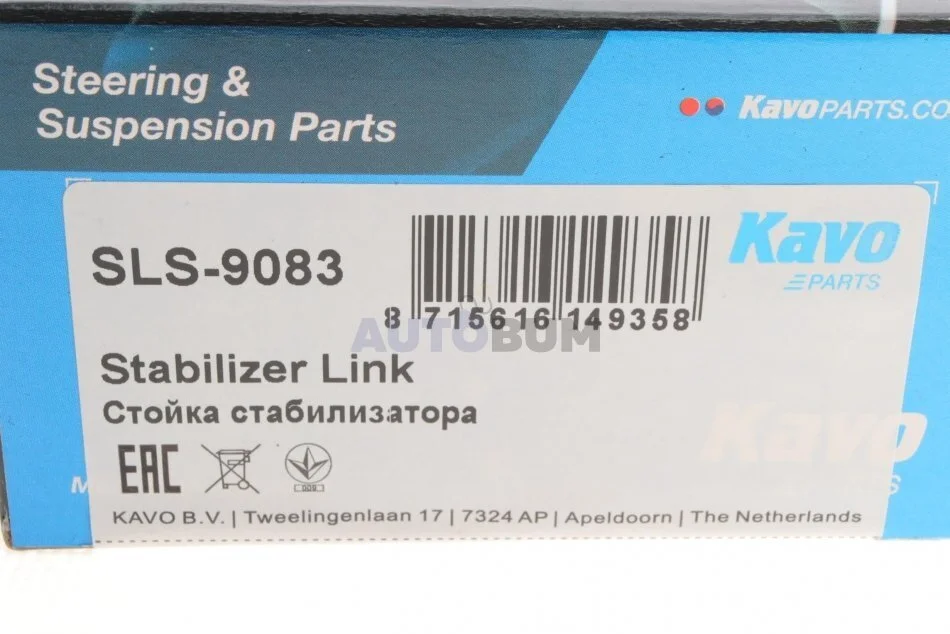 Steering &
Suspension Parts
KavoPARTS.CO
SLS-9083
Kavo
PARTS
8 715616 149358
AUTOBUM
Stabilizer Link
Стойка стабилизатора
Kavo
EAC
M
S
KAVO B.V. | Tweelingenlaan 17 | 7324 AP | Apeldoorn | The Netherlands